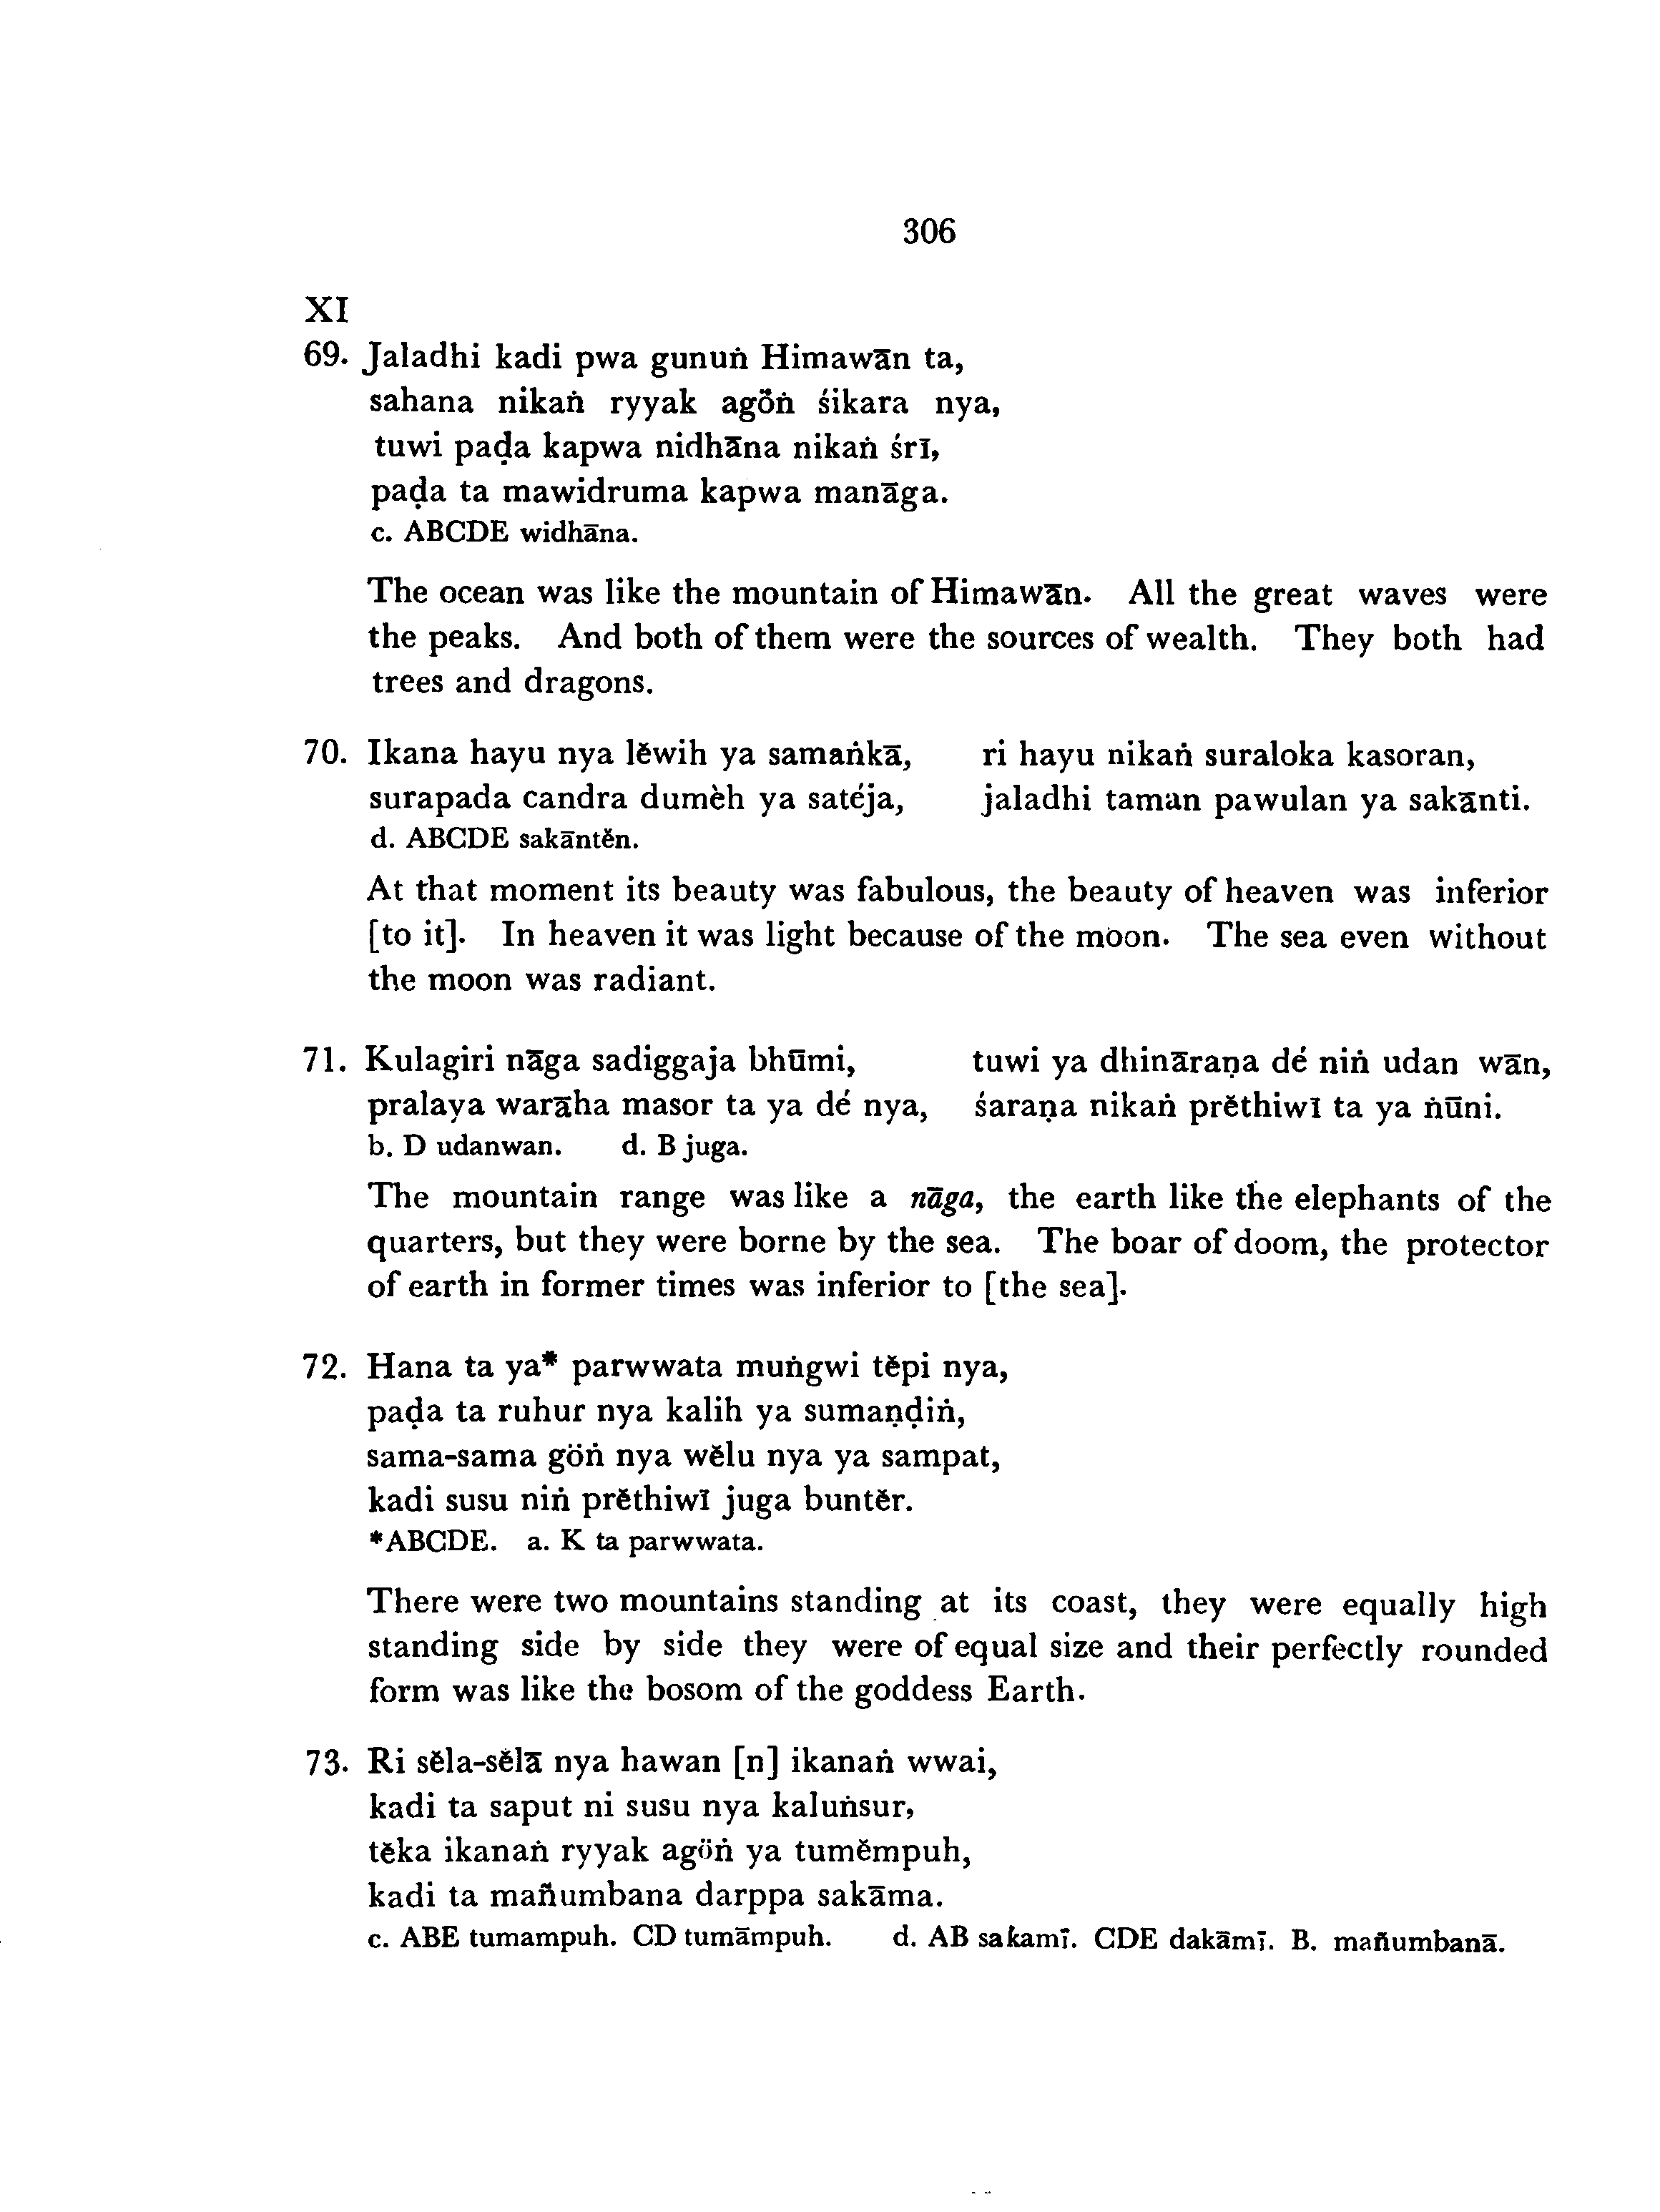 306
XI
69. Jaladhi kadi pwa gunuṅ Himawān ta,
sahana nikaṅ ryyak agöṅ śikara nya,
tuwi paḍa kapwa nidhāna nikaṅ śrī,
paḍa ta mawidruma kapwa manāga.
c. ABCDE widhāna.
The ocean was like the mountain of Himawān. All the great waves were
the peaks. And both of them were the sources of wealth. They both had
trees and dragons.
70. Ikana hayu nya lĕwih ya samaṅkā, ri hayu nikaṅ suraloka kasoran,
surapada candra dumèh ya satéja, jaladhi taman pawulan ya sakānti.
d. ABCDE sakāntĕn.
At that moment its beauty was fabulous, the beauty of heaven was inferior
[to it]. In heaven it was light because of the moon. The sea even without
the moon was radiant.
71. Kulagiri nāga sadiggaja bhūmi, tuwi ya dhināraṇa dé niṅ udan wān,
pralaya warāha masor ta ya dé nya, śaraṇa nikaṅ prĕthiwī ta ya ṅūni.
b. D udanwan. d. B juga.
The mountain range was like a nāga, the earth like the elephants of the
quarters, but they were borne by the sea. The boar of doom, the protector
of earth in former times was inferior to [the sea].
72. Hana ta ya* parwwata muṅgwi tĕpi nya,
paḍa ta ruhur nya kalih ya sumaṇḍiṅ,
sama-sama göṅ nya wĕlu nya ya sampat,
kadi susu niṅ prĕthiwī juga buntĕr.
*ABCDE. a. K ta parwwata.
There were two mountains standing at its coast, they were equally high
standing side by side they were of equal size and their perfectly rounded
form was like the bosom of the goddess Earth.
73. Ri sĕla-sĕlā nya hawan [n] ikanaṅ wwai,
kadi ta saput ni susu nya kaluṅsur,
tĕka ikanaṅ ryyak agöṅ ya tumĕmpuh,
kadi ta mañumbana darppa sakāma.
c. ABE tumampuh. CD tumāmpuh. d. AB sakamī. CDE dakāmī. B. mañumbanā.